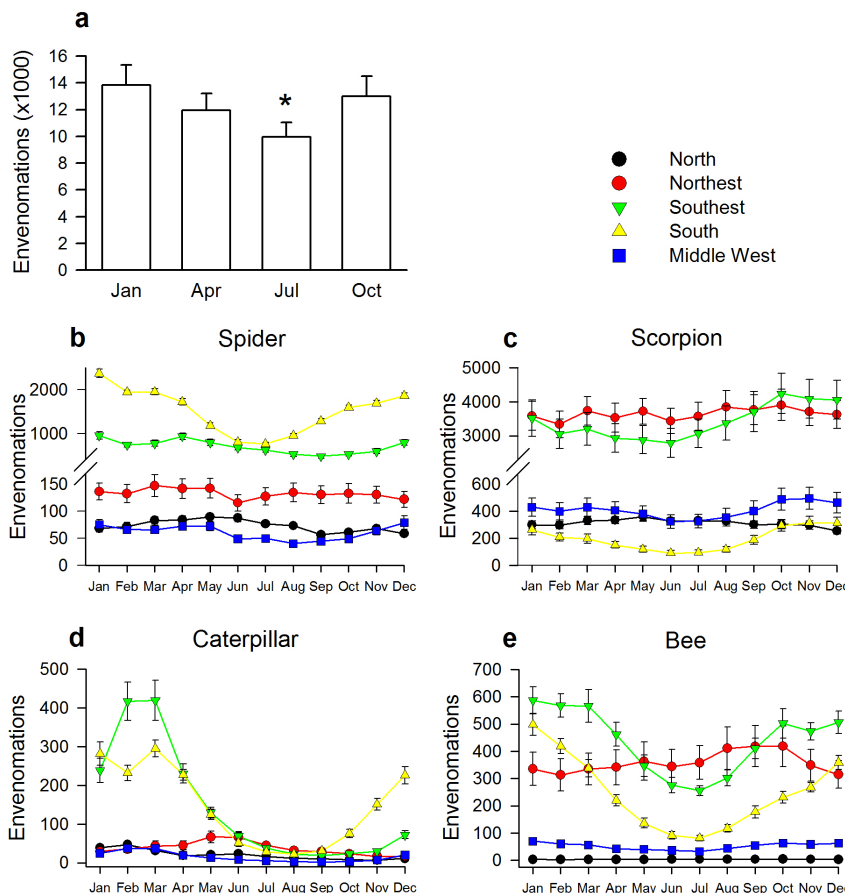 a
Envenomations (x1000)
16
14
12
10
8
6
4
2
0
*
Jan Apr Jul Oct
North
Northest
Southest
South
Middle West
b
Spider
Envenomations
2000
1000
150
100
50
0
Jan Feb Mar Apr May Jun Jul Aug Sep Oct Nov Dec
c
Scorpion
Envenomations
5000
4000
3000
600
400
200
0
Jan Feb Mar Apr May Jun Jul Aug Sep Oct Nov Dec
d
Caterpillar
Envenomations
500
400
300
200
100
0
Jan Feb Mar Apr May Jun Jul Aug Sep Oct Nov Dec
e
Bee
Envenomations
700
600
500
400
300
200
100
0
Jan Feb Mar Apr May Jun Jul Aug Sep Oct Nov Dec